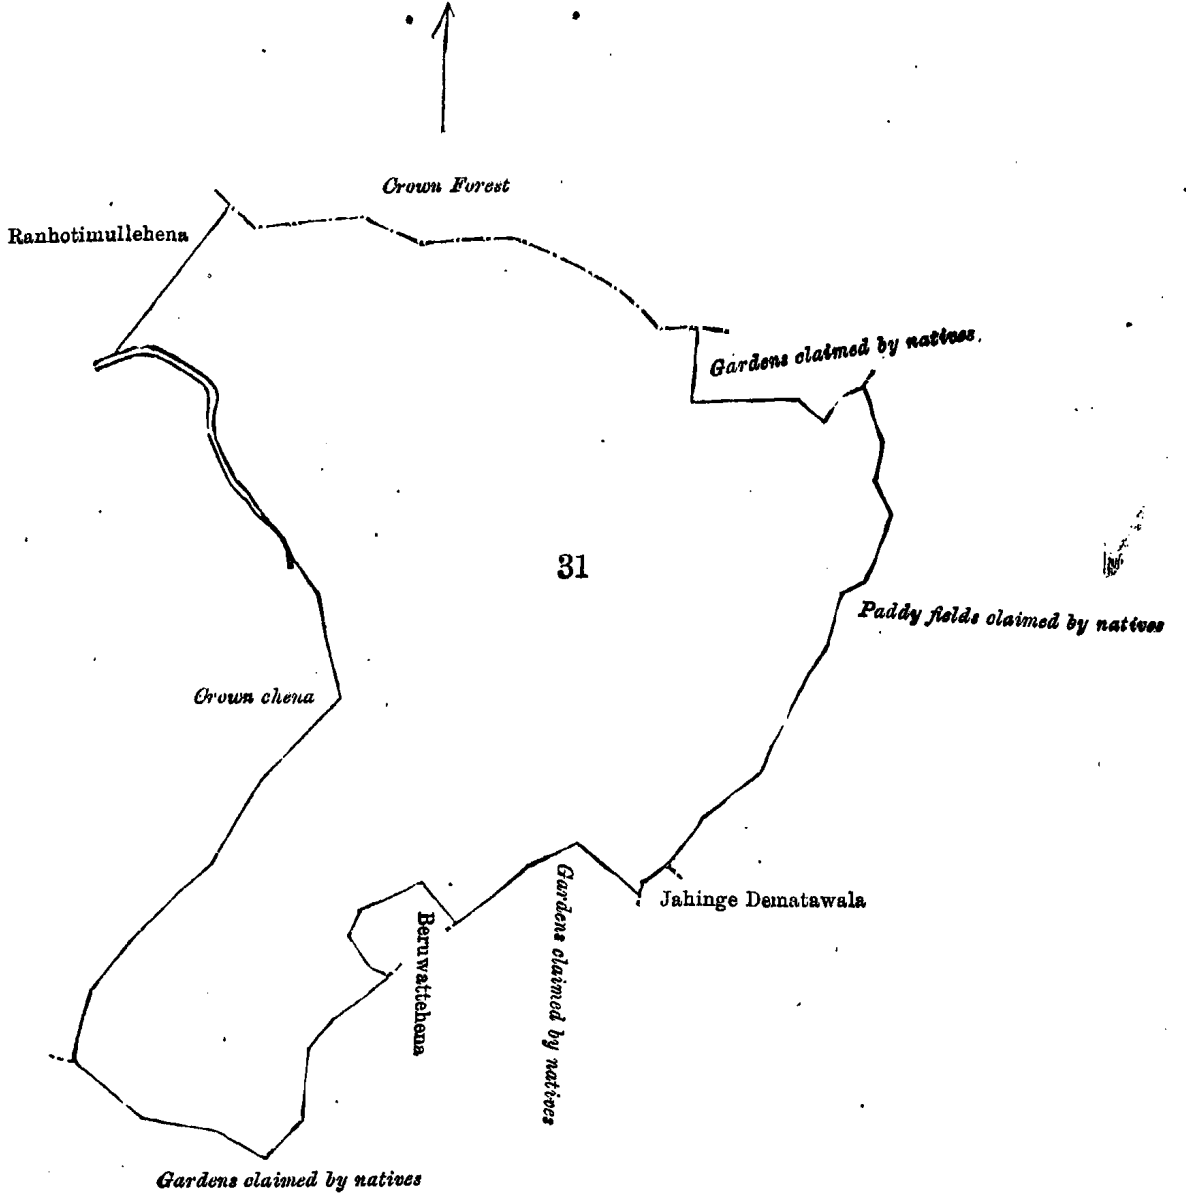 Crown Forest
Ranhotimullehena
Gardens claimed by natives.
31
Paddy fields claimed by natives
Crown chena
Jahinge Dematawala
Gardens claimed by natives
Beruwattehena
Gardens claimed by natives